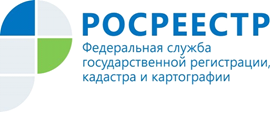 РОСРЕЕСТР
Федеральная служба
государственной регистрации,
кадастра и картографии